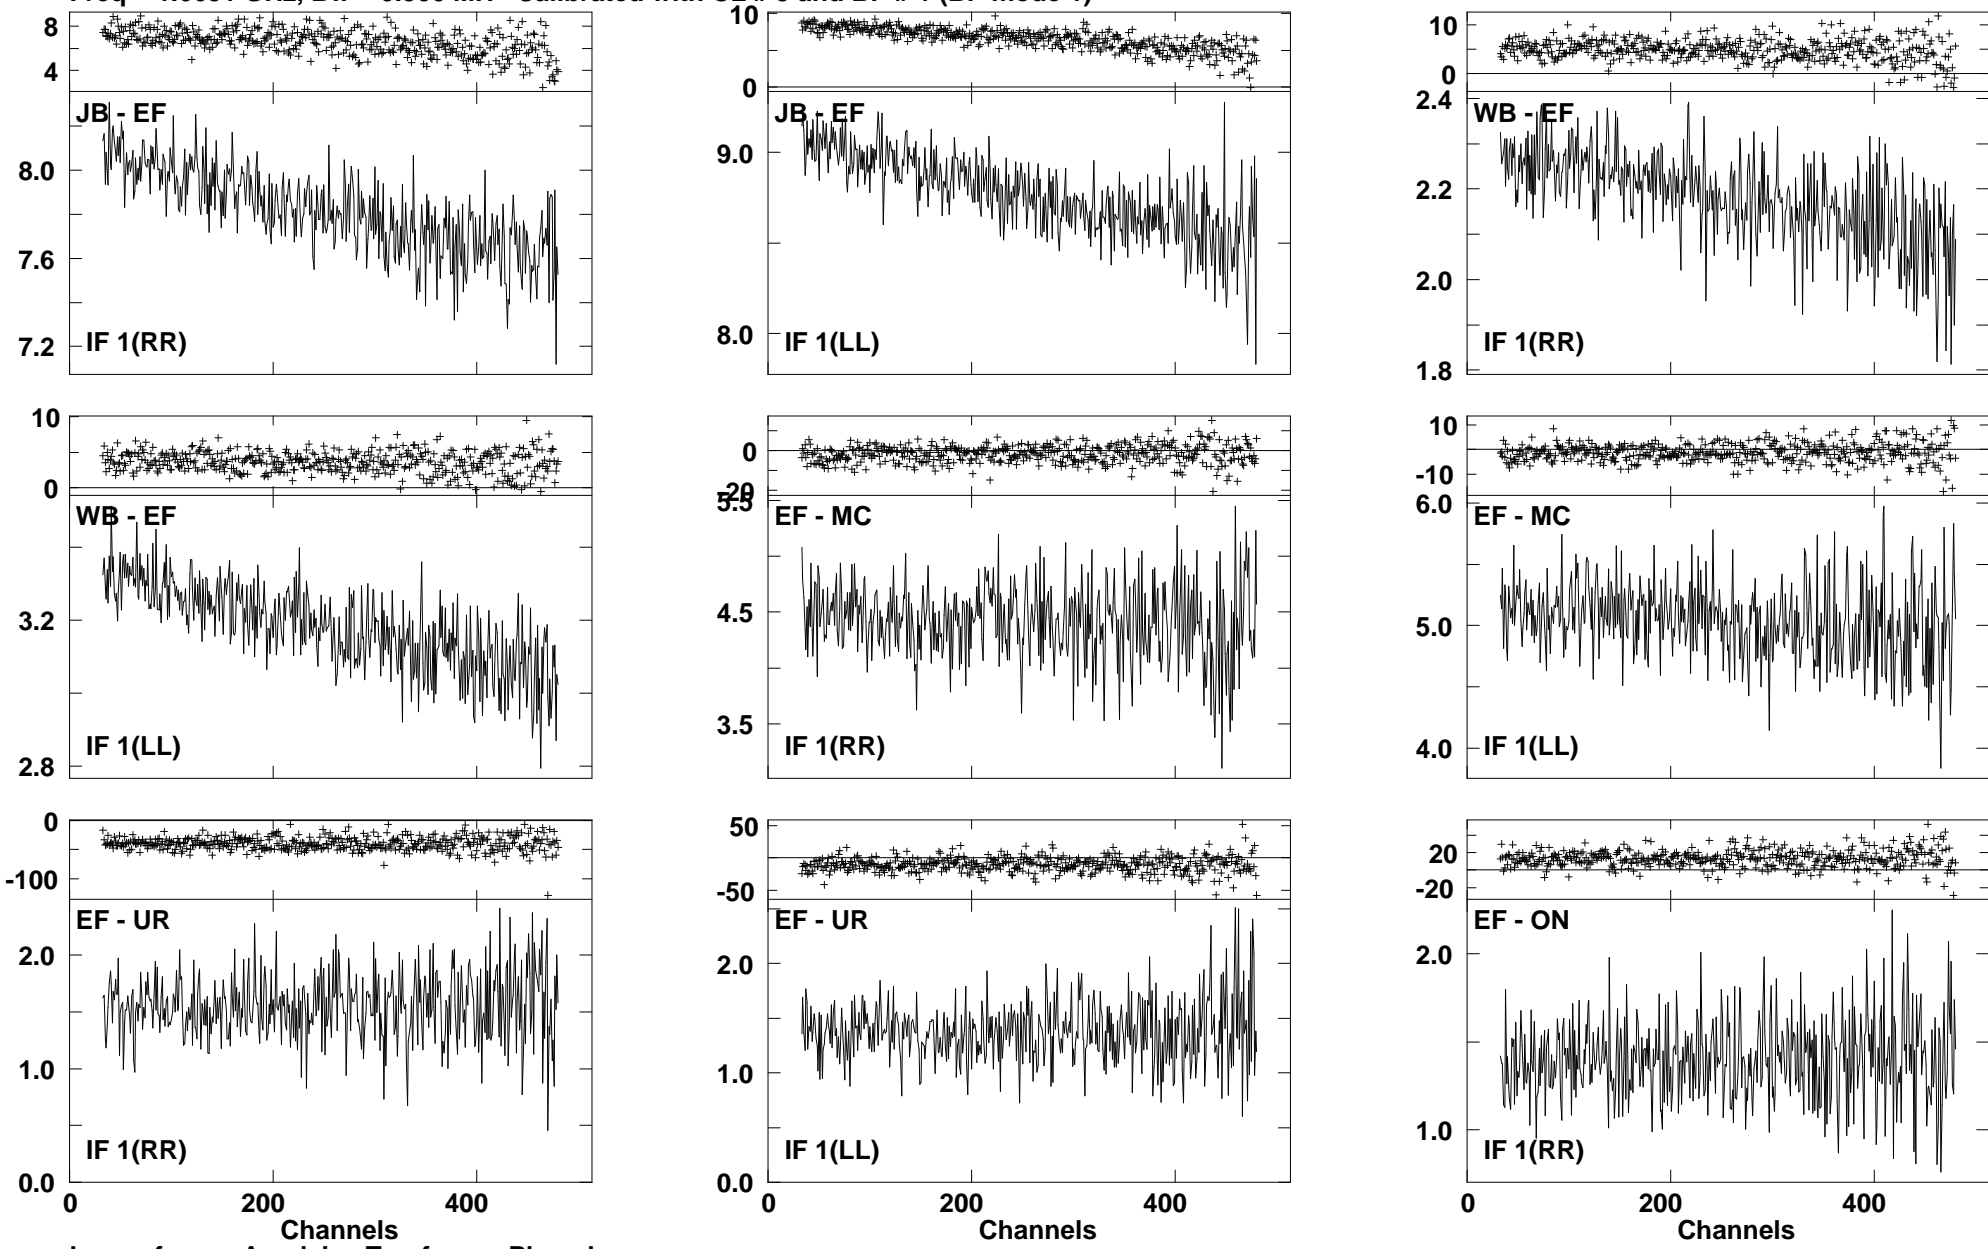 8
4
JB - EF
8.0
7.6
7.2
IF 1(RR)
10
0
JB - EF
9.0
8.0
IF 1(LL)
10
0
2.4
WB - EF
2.2
2.0
1.8
IF 1(RR)
10
0
WB - EF
3.2
2.8
IF 1(LL)
0
EF - MC
4.5
3.5
IF 1(RR)
10
-10
6.0
EF - MC
5.0
4.0
IF 1(LL)
0
-100
EF - UR
2.0
1.0
0.0
IF 1(RR)
0 200 400
Channels
50
-50
EF - UR
2.0
1.0
0.0
IF 1(LL)
0 200 400
Channels
20
-20
EF - ON
2.0
1.0
IF 1(RR)
0 200 400
Channels